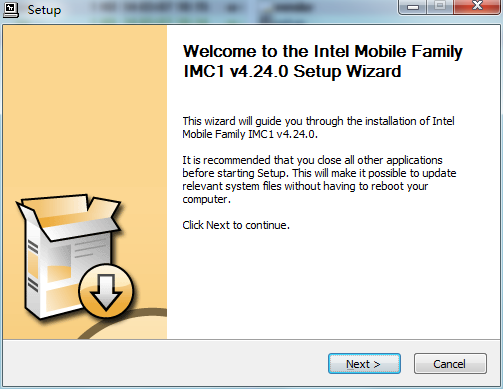 Setup
Welcome to the Intel Mobile Family
IMC1 v4.24.0 Setup Wizard
This wizard will guide you through the installation of Intel
Mobile Family IMC1 v4.24.0.
It is recommended that you close all other applications
before starting Setup. This will make it possible to update
relevant system files without having to reboot your
computer.
Click Next to continue.
Next >
Cancel